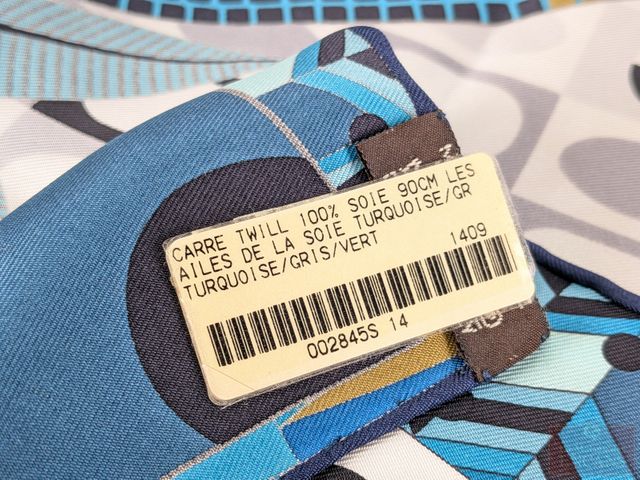 CARRE TWILL 100% SOIE 90CM LES
AILES DE LA SOIE TURQUOISE/GR
TURQUOISE/GRIS/VERT 1409
002845S 14